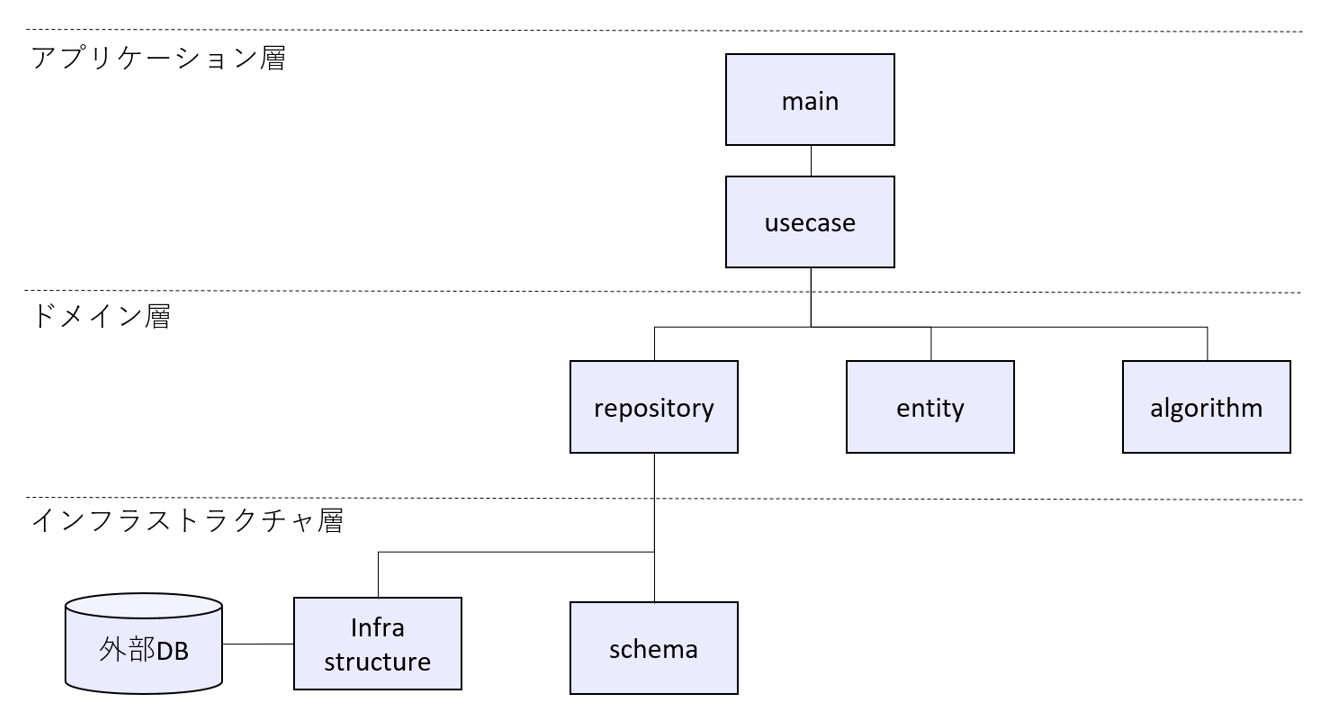 アプリケーション層
main
usecase
ドメイン層
repository
entity
algorithm
インフラストラクチャ層
外部DB
Infra
structure
schema